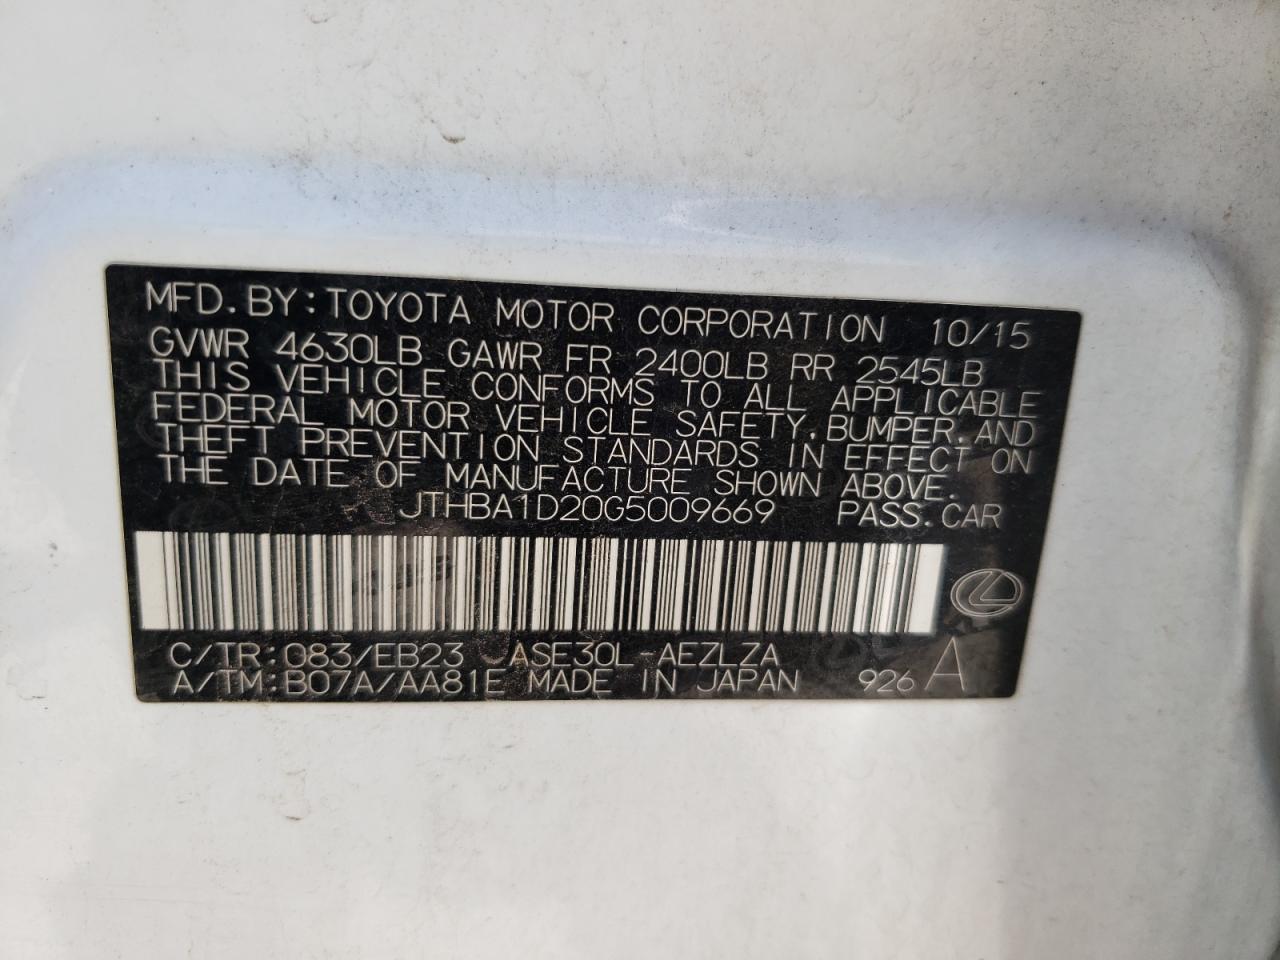 MFD.BY:TOYOTA MOTOR CORPORATION 10/15
GVWR 4630LB GAWR FR 2400LB RR 2545LB
THIS VEHICLE CONFORMS TO ALL APPLICABLE
FEDERAL MOTOR VEHICLE SAFETY,BUMPER,AND
THEFT PREVENTION STANDARDS IN EFFECT ON
THE DATE OF MANUFACTURE SHOWN ABOVE.
JTHBA1D20G5009669 PASS.CAR
C/TR:083/EB23 ASE30L-AEZLZA
A/TM:B07A/AA81E MADE IN JAPAN 926 A